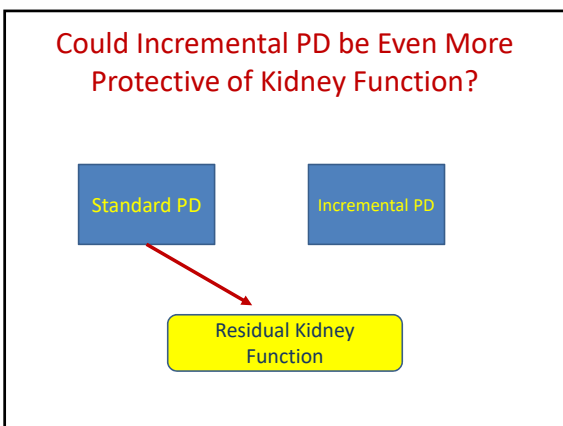 Could Incremental PD be Even More
Protective of Kidney Function?
Standard PD
Incremental PD
Residual Kidney
Function